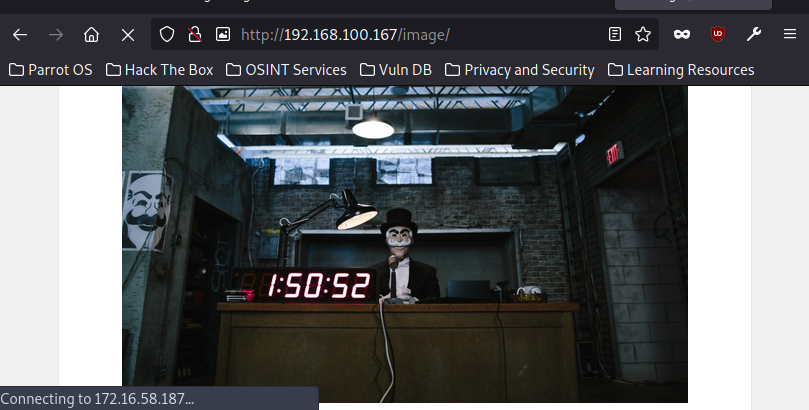 http://192.168.100.167/image/
Parrot OS Hack The Box OSINT Services Vuln DB Privacy and Security Learning Resources
EXIT
1:50:52
Connecting to 172.16.58.187...